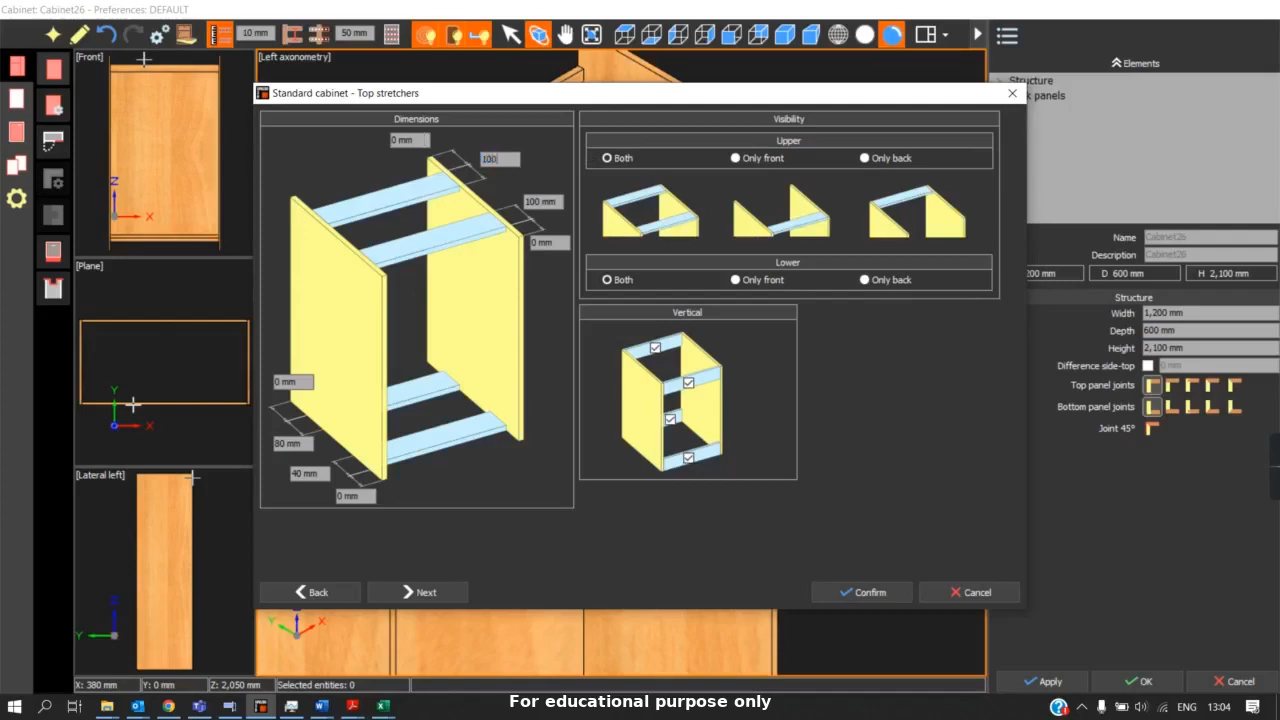 Cabinet: Cabinet26 - Preferences: DEFAULT
10 mm
50 mm
[Front]
[Left axonometry]
Elements
Structure
k panels
Standard cabinet - Top stretchers
Dimensions
0 mm
100
100 mm
0 mm
0 mm
80 mm
40 mm
0 mm
Visibility
Upper
Both
Only front
Only back
Lower
Both
Only front
Only back
Vertical
Back
Next
Confirm
Cancel
Z
X
[Plane]
Y
X
[Lateral left]
Z
Y
Z
Y
X
Name Cabinet26
Description Cabinet26
200 mm
D 600 mm
H 2,100 mm
Structure
Width 1,200 mm
Depth 600 mm
Height 2,100 mm
Difference side-top 0 mm
Top panel joints
Bottom panel joints
Joint 45°
X: 380 mm
Y: 0 mm
Z: 2,050 mm
Selected entities: 0
Apply
OK
Cancel
For educational purpose only
ENG
13:04